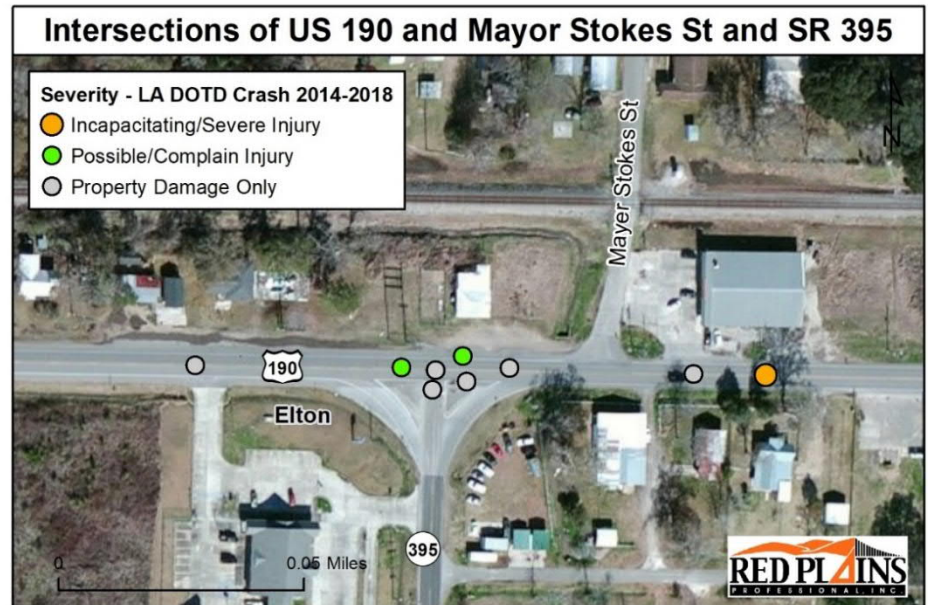 Intersections of US 190 and Mayor Stokes St and SR 395
Severity - LA DOTD Crash 2014-2018
Incapacitating/Severe Injury
Possible/Complain Injury
Property Damage Only
N
Mayer Stokes St
190
Elton
395
0
0.05 Miles
RED PLAINS
PROFESSIONAL, INC.